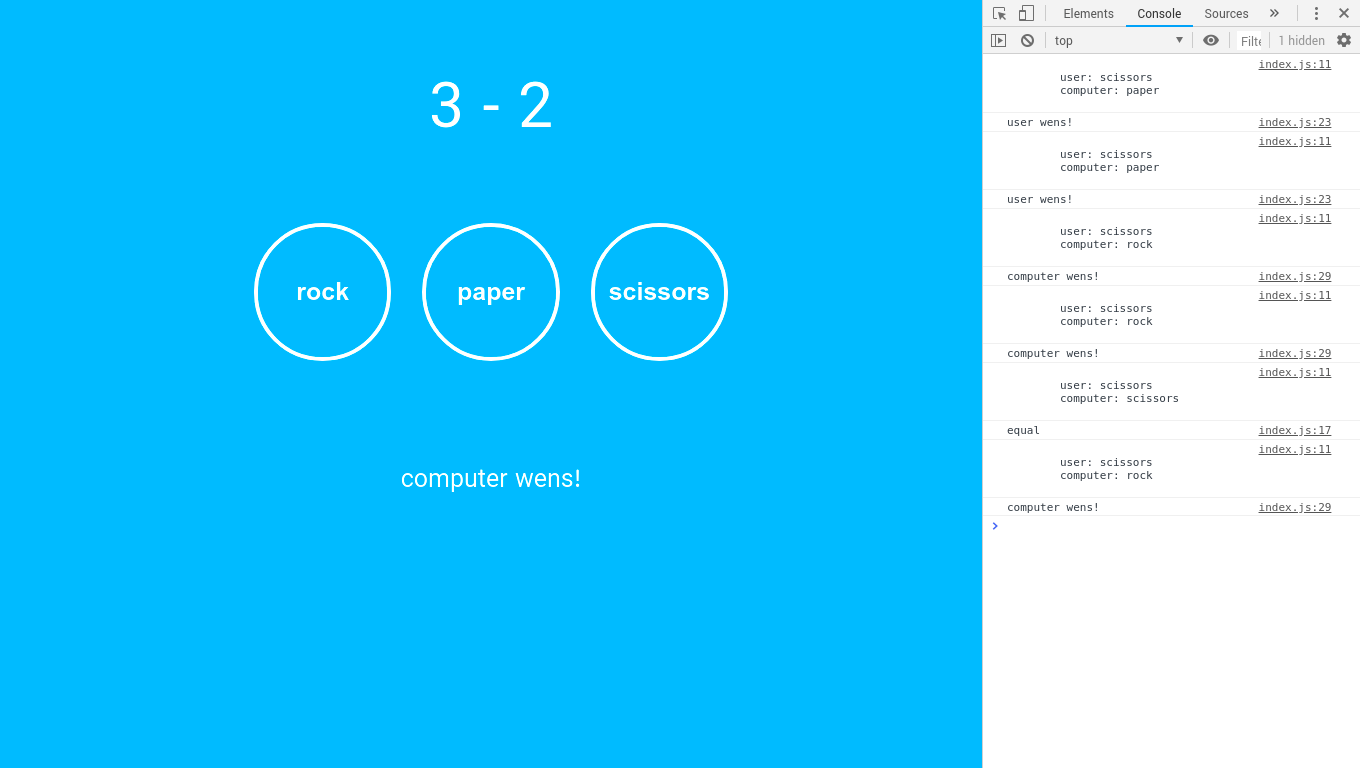 3 - 2
rock
paper
scissors
computer wens!
Elements Console Sources »
top Filte 1 hidden
index.js:11
user: scissors
computer: paper
user wens! index.js:23
index.js:11
user: scissors
computer: paper
user wens! index.js:23
index.js:11
user: scissors
computer: rock
computer wens! index.js:29
index.js:11
user: scissors
computer: rock
computer wens! index.js:29
index.js:11
user: scissors
computer: scissors
equal index.js:17
index.js:11
user: scissors
computer: rock
computer wens! index.js:29